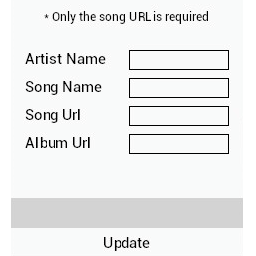 * Only the song URL is required
Artist Name
Song Name
Song Url
Album Url
Update